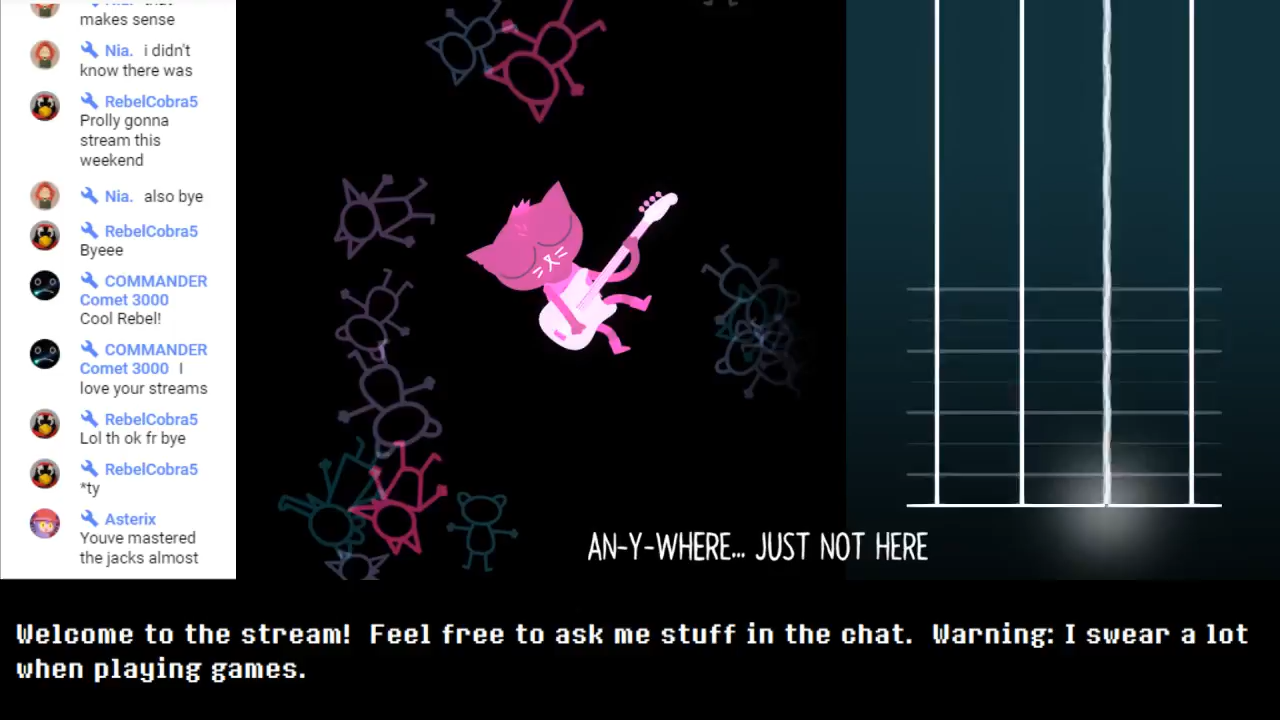 makes sense
Nia. i didn't
know there was
RebelCobra5
Prolly gonna
stream this
weekend
Nia. also bye
RebelCobra5
Byeee
COMMANDER
Comet 3000
Cool Rebel!
COMMANDER
Comet 3000 I
love your streams
RebelCobra5
Lol th ok fr bye
RebelCobra5
*ty
Asterix
Youve mastered
the jacks almost
AN-Y-WHERE... JUST NOT HERE
Welcome to the stream! Feel free to ask me stuff in the chat. Warning: I swear a lot
when playing games.